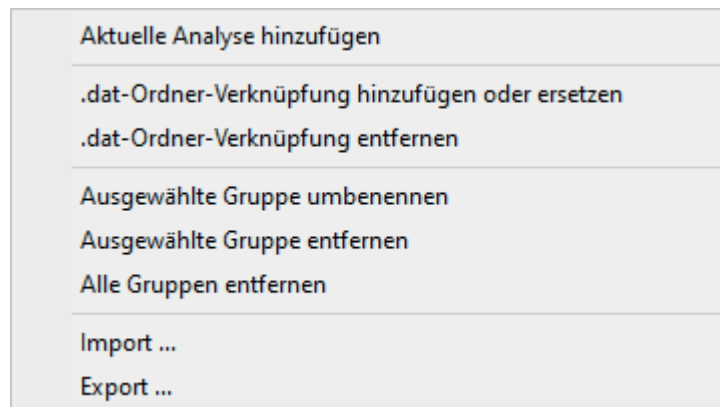 Aktuelle Analyse hinzufügen
.dat-Ordner-Verknüpfung hinzufügen oder ersetzen
.dat-Ordner-Verknüpfung entfernen
Ausgewählte Gruppe umbenennen
Ausgewählte Gruppe entfernen
Alle Gruppen entfernen
Import ...
Export ...